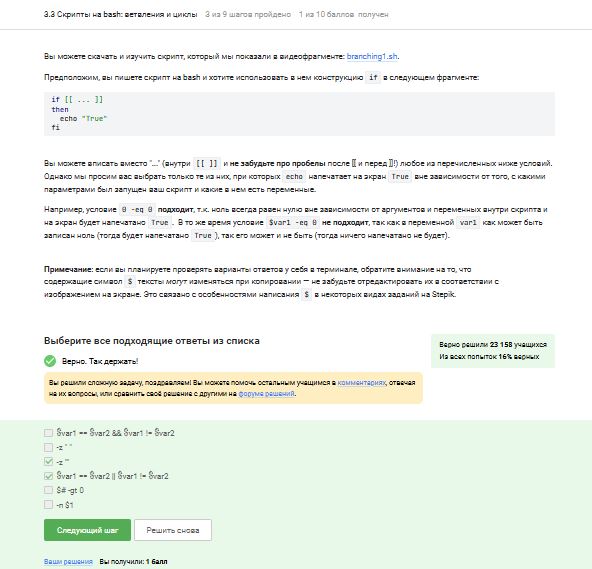 3.3 Скрипты на bash: ветвления и циклы   3 из 9 шагов пройдено   1 из 10 баллов  получен
Вы можете скачать и изучить скрипт, который мы показали в видеофрагменте: branching1.sh.
Предположим, вы пишете скрипт на bash и хотите использовать в нем конструкцию if в следующем фрагменте:
if [[ ... ]]
then
  echo "True"
fi
Вы можете вписать вместо "..." (внутри [[ ]] и не забудьте про пробелы после [[ и перед ]]!) любое из перечисленных ниже условий.
Однако мы просим вас выбрать только те из них, при которых echo напечатает на экран True вне зависимости от того, с какими
параметрами был запущен ваш скрипт и какие в нем есть переменные.
Например, условие 0 -eq 0 подходит, т.к. ноль всегда равен нулю вне зависимости от аргументов и переменных внутри скрипта и
на экран будет напечатано True . В то же время условие $var1 -eq 0 не подходит, так как в переменной var1 как может быть
записан ноль (тогда будет напечатано True ), так его может и не быть (тогда ничего напечатано не будет).
Примечание: если вы планируете проверять варианты ответов у себя в терминале, обратите внимание на то, что
содержащие символ $ тексты могут изменяться при копировании — не забудьте отредактировать их в соответствии с
изображением на экране. Это связано с особенностями написания $ в некоторых видах заданий на Stepik.
Выберите все подходящие ответы из списка
Верно решили 23 158 учащихся
Из всех попыток 16% верных
Верно. Так держать!
Вы решили сложную задачу, поздравляем! Вы можете помочь остальным учащимся в комментариях, отвечая
на их вопросы, или сравнить своё решение с другими на форуме решений.
$var1 == $var2 && $var1 != $var2
-z " "
-z ""
$var1 == $var2 || $var1 != $var2
$# -gt 0
-n $1
Следующий шаг
Решить снова
Ваши решения   Вы получили: 1 балл